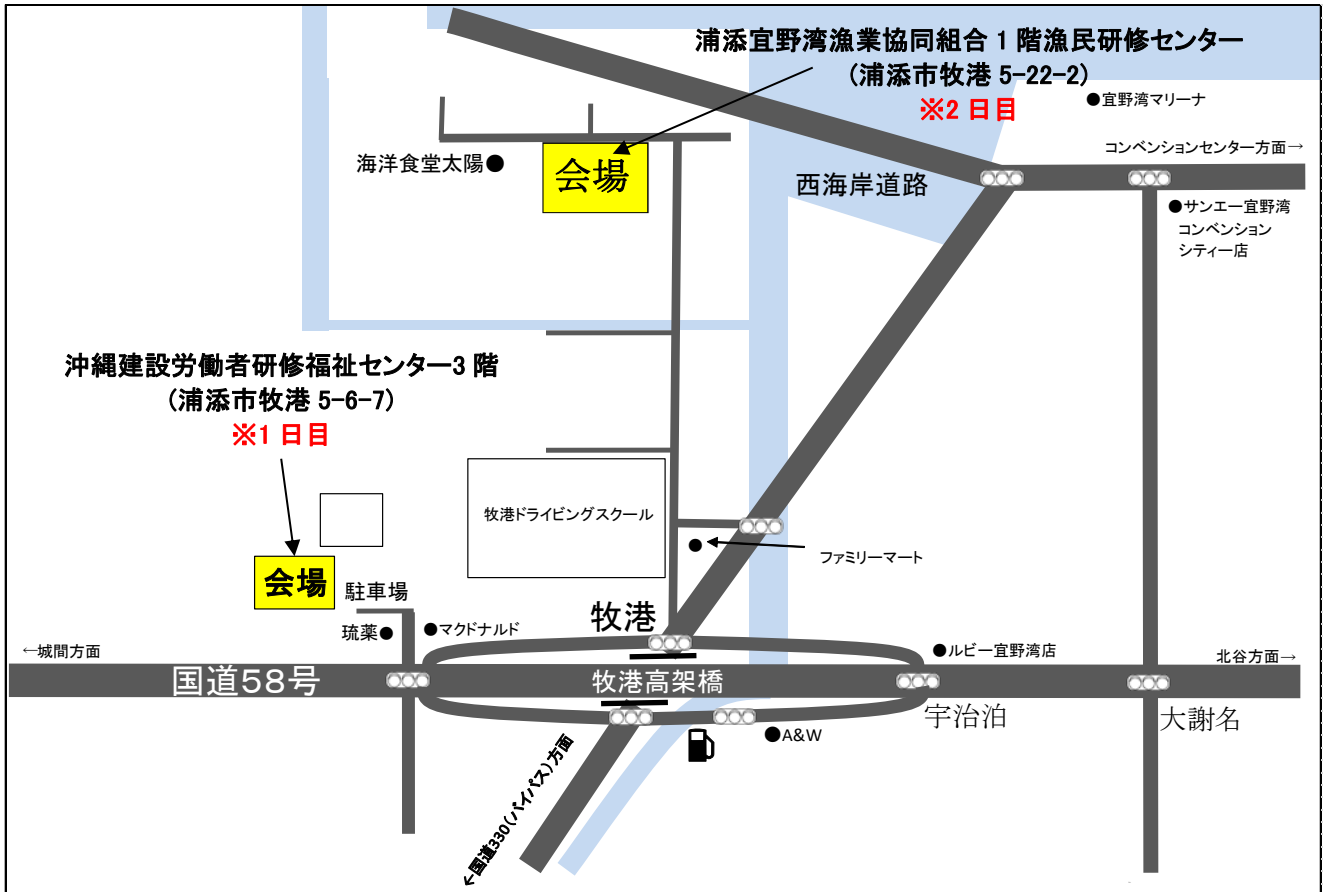 浦添宜野湾漁業協同組合 1 階漁民研修センター
(浦添市牧港 5-22-2)
※2 日目
●宜野湾マリーナ
コンベンションセンター方面→
海洋食堂太陽●
会場
西海岸道路
●サンエー宜野湾
コンベンション
シティー店
沖縄建設労働者研修福祉センター3 階
(浦添市牧港 5-6-7)
※1 日目
牧港ドライビングスクール
ファミリーマート
会場
駐車場
琉薬●
●マクドナルド
牧港
●ルビー宜野湾店
←城間方面
北谷方面→
国道58号
牧港高架橋
宇治泊
大謝名
●A&W
←国道330(バイパス)方面